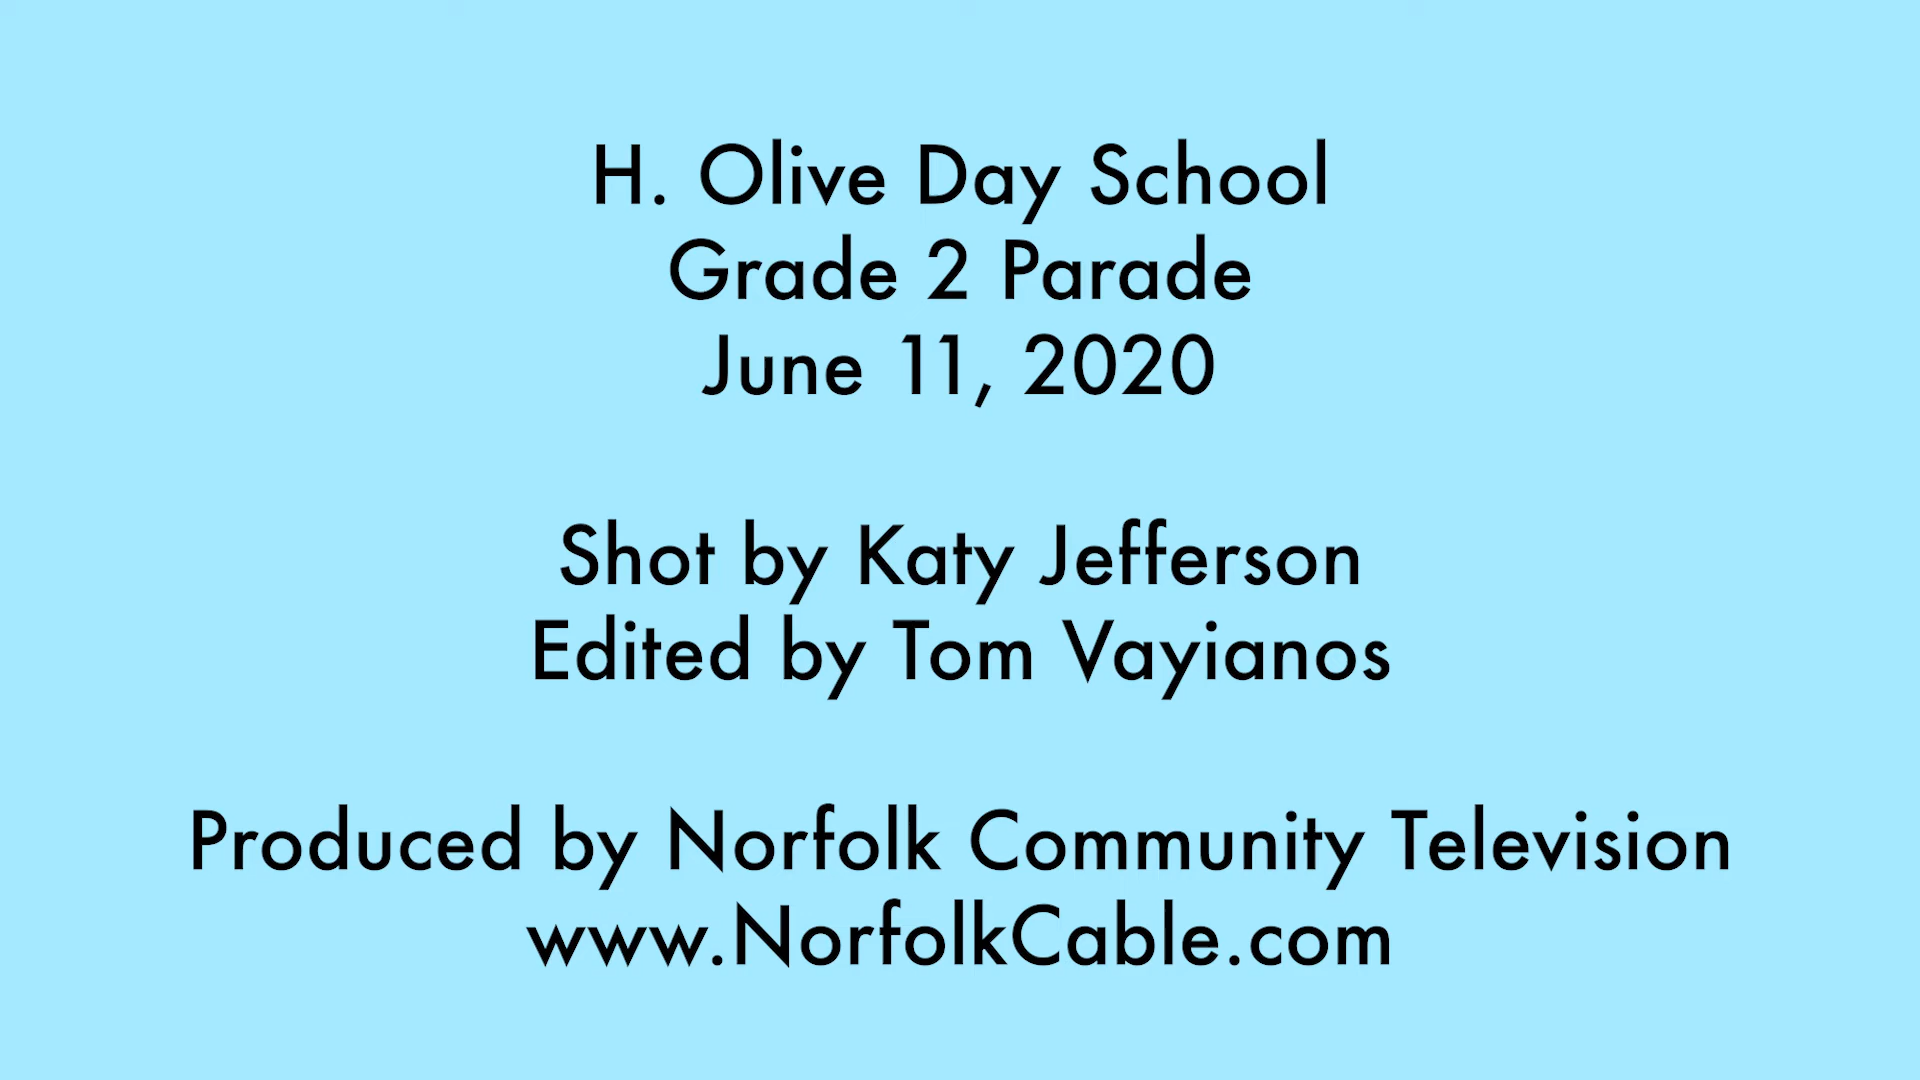 H. Olive Day School
Grade 2 Parade
June 11, 2020
Shot by Katy Jefferson
Edited by Tom Vayianos
Produced by Norfolk Community Television
www.NorfolkCable.com